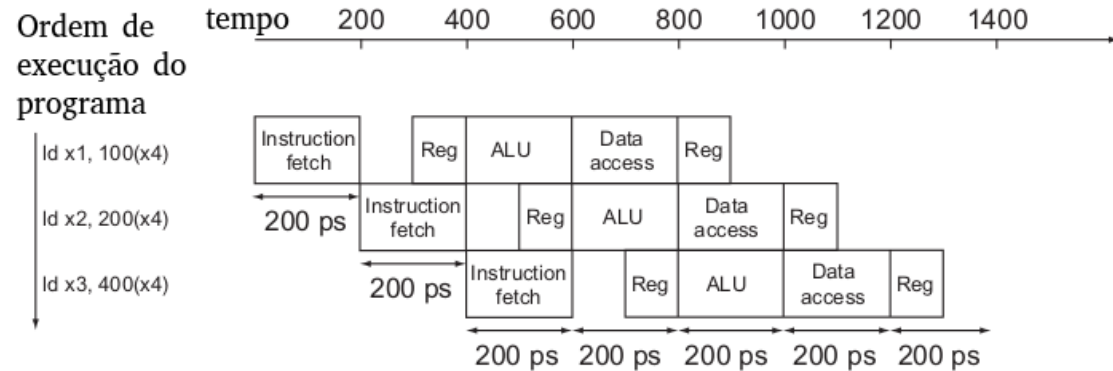 Ordem de
execução do
programa
tempo 200 400 600 800 1000 1200 1400
ld x1, 100(x4)
Instruction
fetch
Reg
ALU
Data
access
Reg
200 ps
ld x2, 200(x4)
Instruction
fetch
Reg
ALU
Data
access
Reg
200 ps
ld x3, 400(x4)
Instruction
fetch
Reg
ALU
Data
access
Reg
200 ps 200 ps 200 ps 200 ps 200 ps